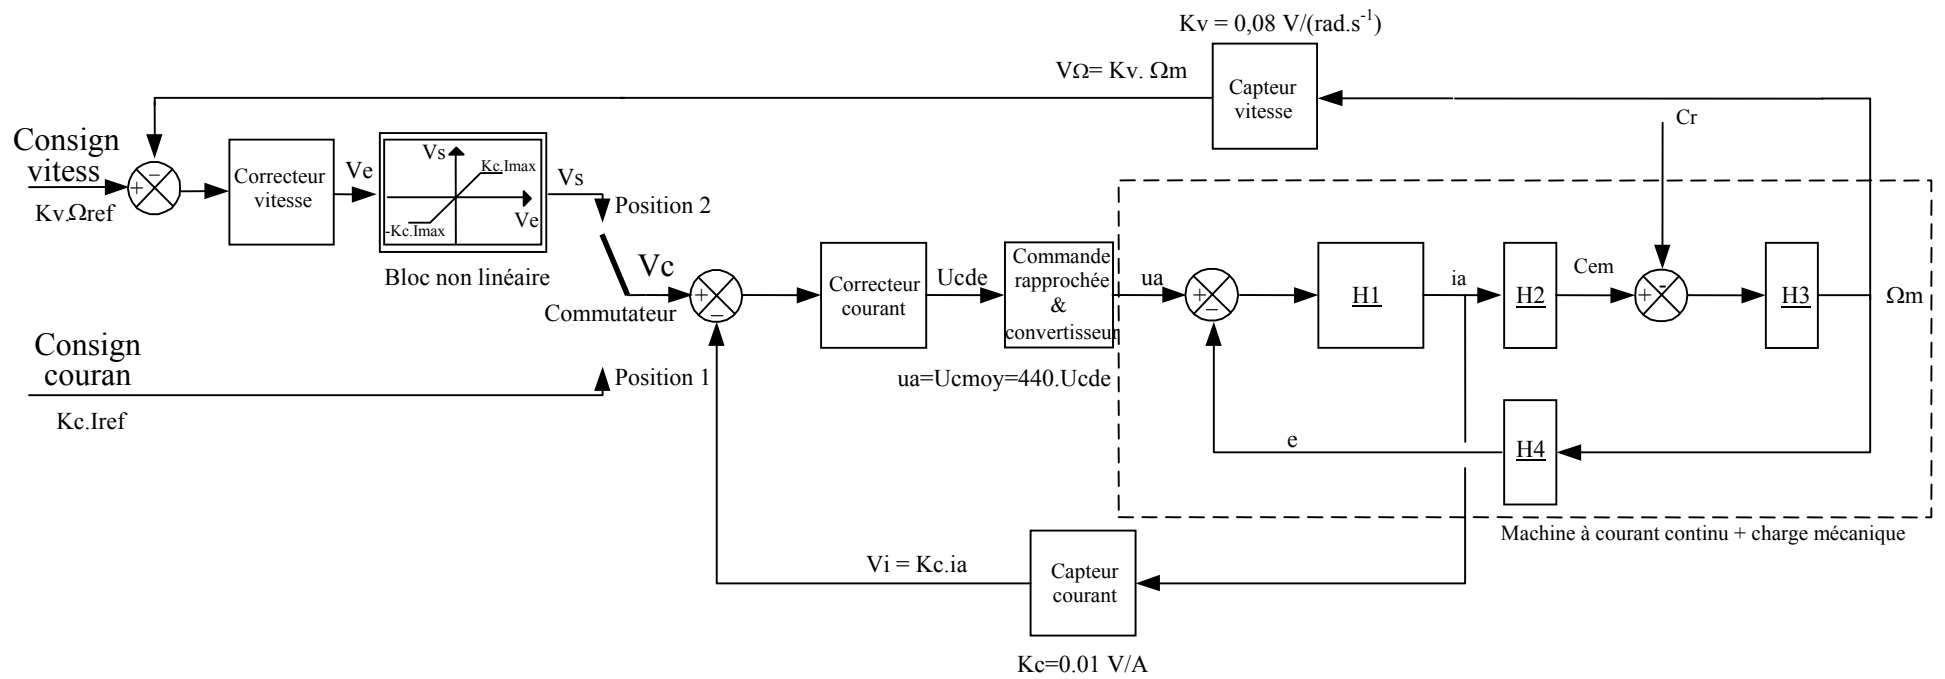 Kv = 0,08 V/(rad.s-1)
VΩ= Kv. Ωm
Capteur
vitesse
Cr
Consign
vitess
Kv.Ωref
+
−
Correcteur
vitesse
Ve
Vs
Kc.Imax
-Kc.Imax
Ve
Bloc non linéaire
Vs
Position 2
Vc
Commutateur
+
−
Correcteur
courant
Ucde
Commande
rapprochée
&
convertisseur
ua=Ucmoy=440.Ucde
ua
+
−
H1
ia
H2
Cem
+
-
H3
Ωm
Consign
couran
Position 1
Kc.Iref
e
H4
Machine à courant continu + charge mécanique
Vi = Kc.ia
Capteur
courant
Kc=0.01 V/A